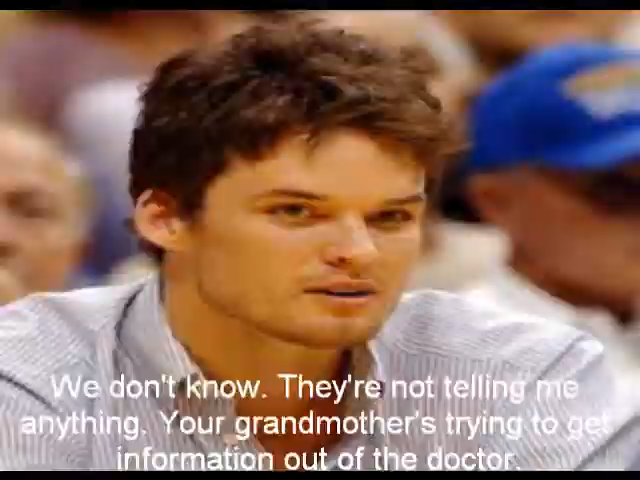 We don't know. They're not telling me
anything. Your grandmother's trying to get
information out of the doctor.